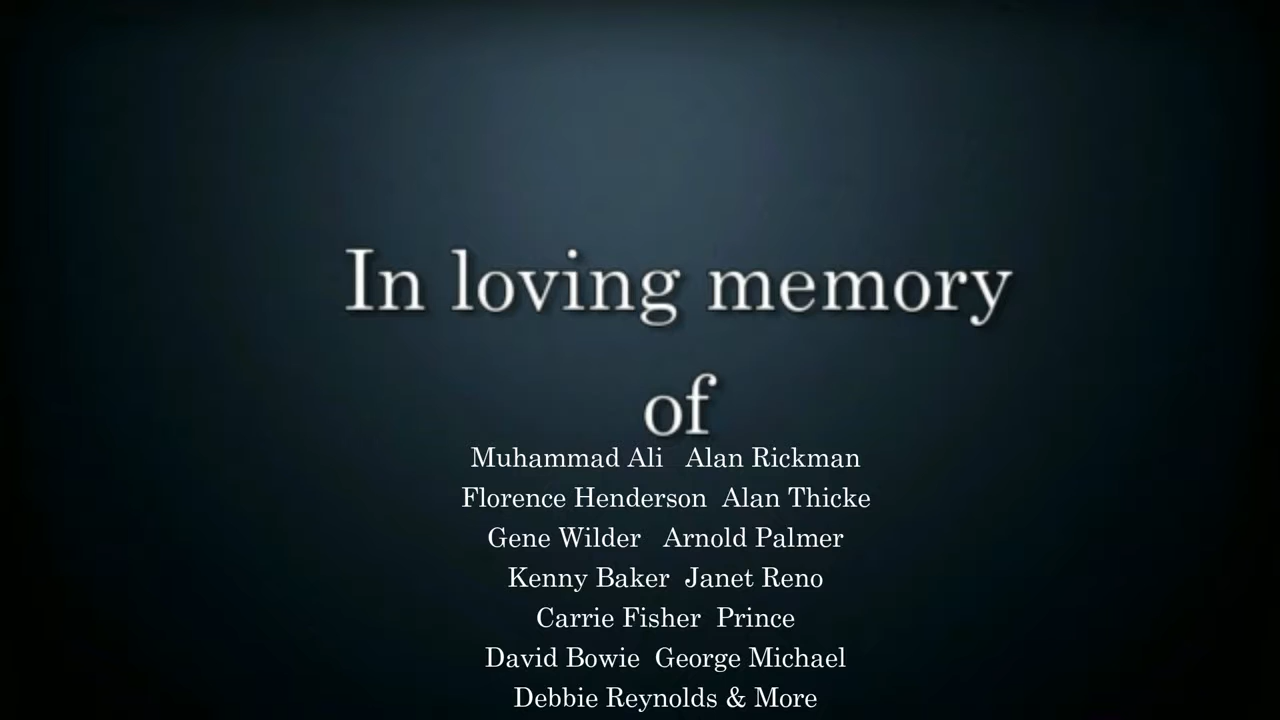 In loving memory
of
Muhammad Ali Alan Rickman
Florence Henderson Alan Thicke
Gene Wilder Arnold Palmer
Kenny Baker Janet Reno
Carrie Fisher Prince
David Bowie George Michael
Debbie Reynolds & More